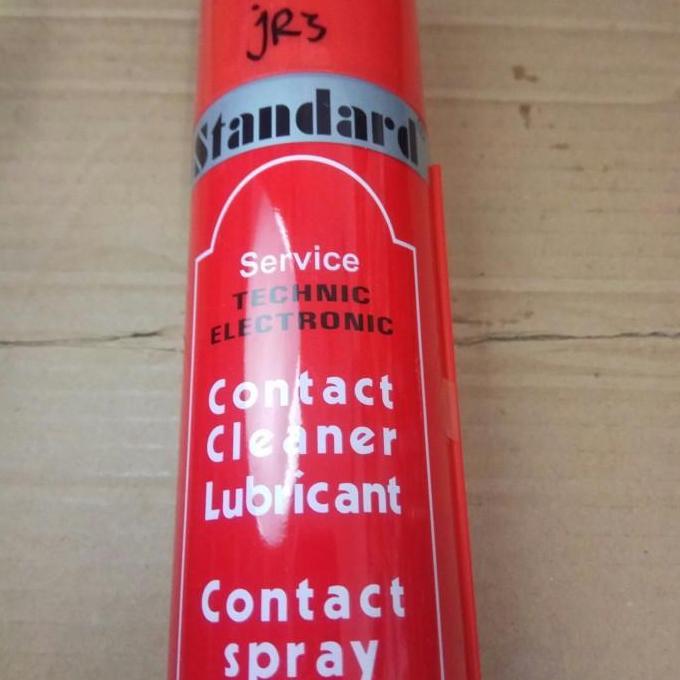 jR3
Standard
Service
TECHNIC
ELECTRONIC
Contact
Cleaner
Lubricant
Contact
spray